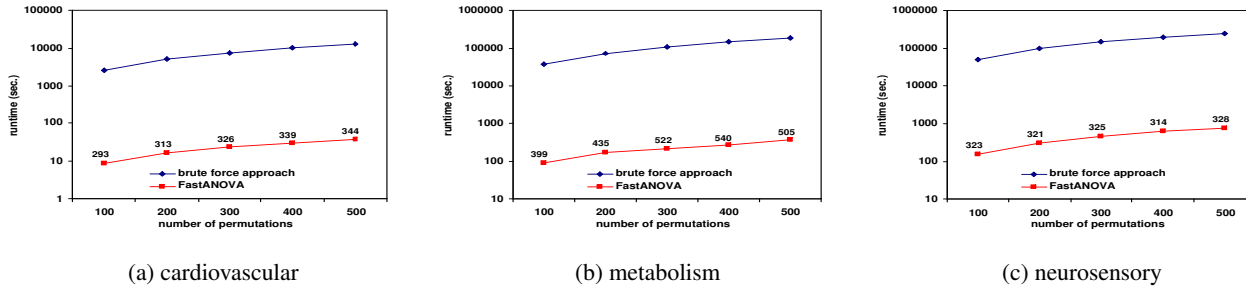 100000
10000
1000
100
10
1
runtime (sec.)
293
313
326
339
344
brute force approach
FastANOVA
100 200 300 400 500
number of permutations
(a) cardiovascular
1000000
100000
10000
1000
100
10
runtime (sec.)
399
435
522
540
505
brute force approach
FastANOVA
100 200 300 400 500
number of permutations
(b) metabolism
1000000
100000
10000
1000
100
10
runtime (sec.)
323
321
325
314
328
brute force approach
FastANOVA
100 200 300 400 500
number of permutations
(c) neurosensory